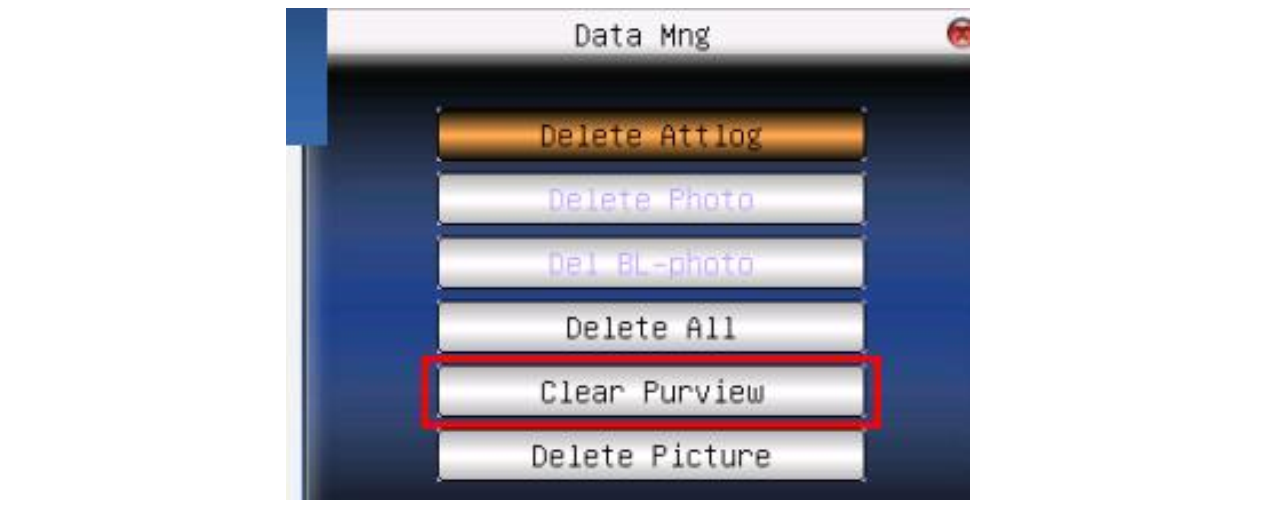 Data Mng
Delete Attlog
Delete Photo
Del BL-photo
Delete All
Clear Purview
Delete Picture